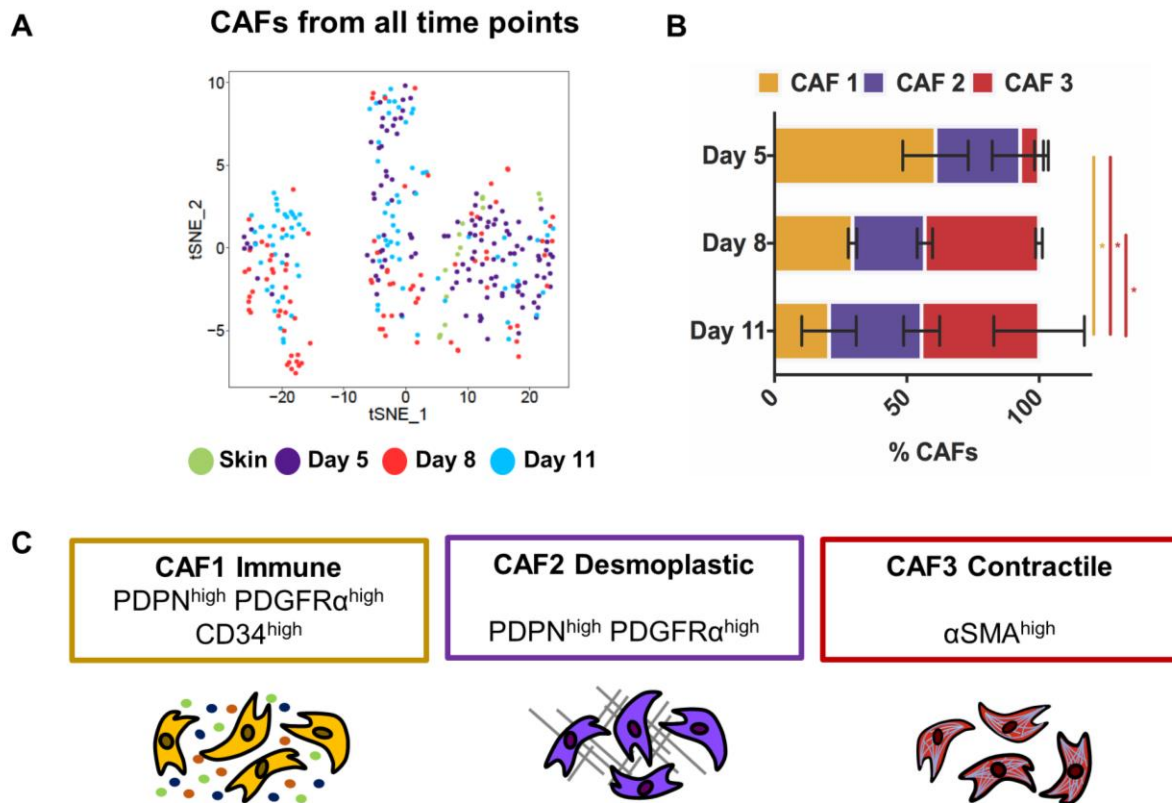 A
CAFs from all time points
10
5
0
−5
tSNE_2
−20
−10
0
10
20
tSNE_1
Skin Day 5 Day 8 Day 11
B
CAF 1 CAF 2 CAF 3
Day 5
Day 8
Day 11
* * *
0
50
100
% CAFs
C
CAF1 Immune
PDPNhigh PDGFRαhigh
CD34high
CAF2 Desmoplastic
PDPNhigh PDGFRαhigh
CAF3 Contractile
αSMAhigh